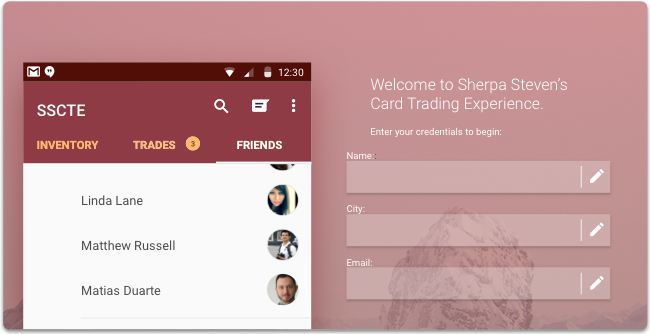 12:30
SSCTE
INVENTORY
TRADES 3
FRIENDS
Linda Lane
Matthew Russell
Matias Duarte
Welcome to Sherpa Steven's
Card Trading Experience.
Enter your credentials to begin:
Name:
City:
Email: